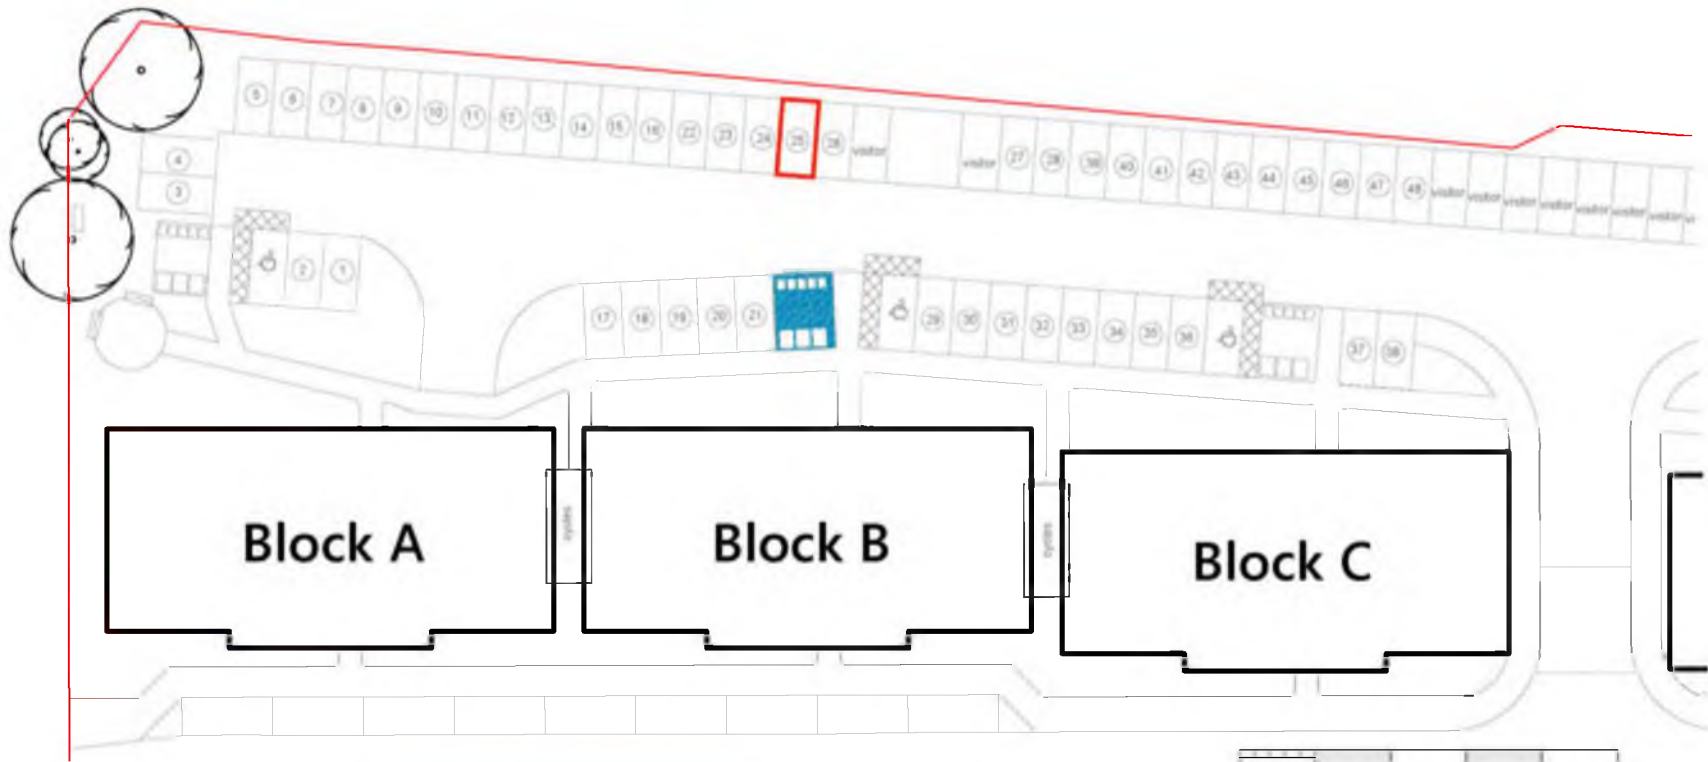 5 6 7 8 9 10 11 12 13 14 15 16 22 23 24 25 26 visitor
visitor 27 28 39 40 41 42 43 44 45 46 47 48 visitor visitor visitor visitor visitor visitor visitor
4
3
2 1
17 18 19 20 21
29 30 31 32 33 34 35 36
37 38
Block A
cycles
Block B
cycles
Block C